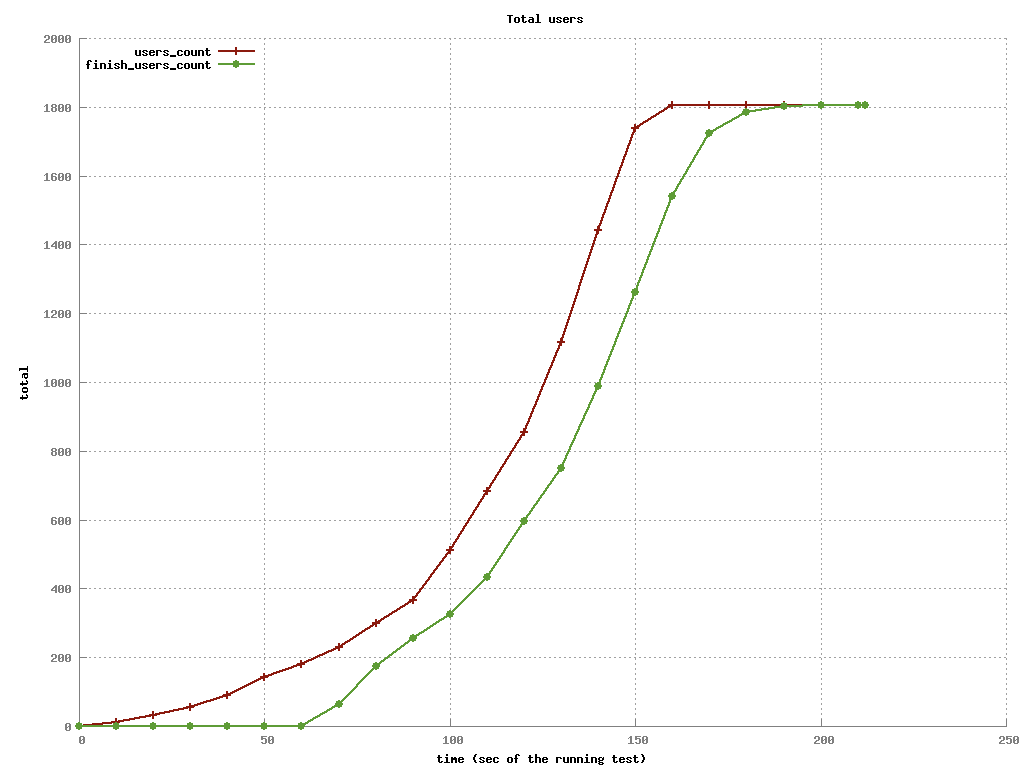 Total users
users_count
finish_users_count
2000
1800
1600
1400
1200
1000
800
600
400
200
0
total
0 50 100 150 200 250
time (sec of the running test)